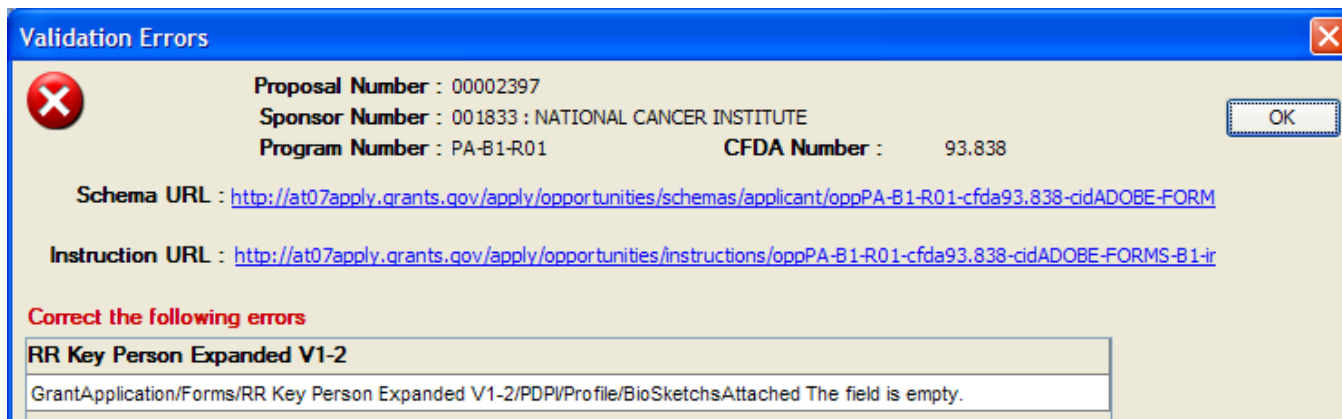 Validation Errors
Proposal Number : 00002397
Sponsor Number : 001833 : NATIONAL CANCER INSTITUTE
OK
Program Number : PA-B1-R01 CFDA Number : 93.838
Schema URL : http://at07apply.grants.gov/apply/opportunities/schemas/applicant/oppPA-B1-R01-cfda93.838-cidADOBE-FORM
Instruction URL : http://at07apply.grants.gov/apply/opportunities/instructions/oppPA-B1-R01-cfda93.838-cidADOBE-FORMS-B1-ir
Correct the following errors
RR Key Person Expanded V1-2
GrantApplication/Forms/RR Key Person Expanded V1-2/PDPI/Profile/BioSketchsAttached The field is empty.